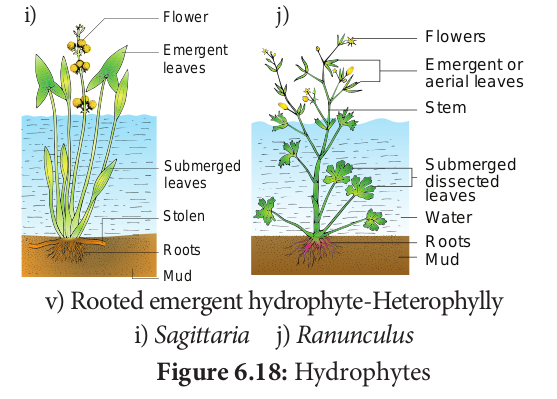 i)
Flower
Emergent
leaves
Submerged
leaves
Stolen
Roots
Mud
j)
Flowers
Emergent or
aerial leaves
Stem
Submerged
dissected
leaves
Water
Roots
Mud
v) Rooted emergent hydrophyte-Heterophylly
i) Sagittaria j) Ranunculus
Figure 6.18: Hydrophytes